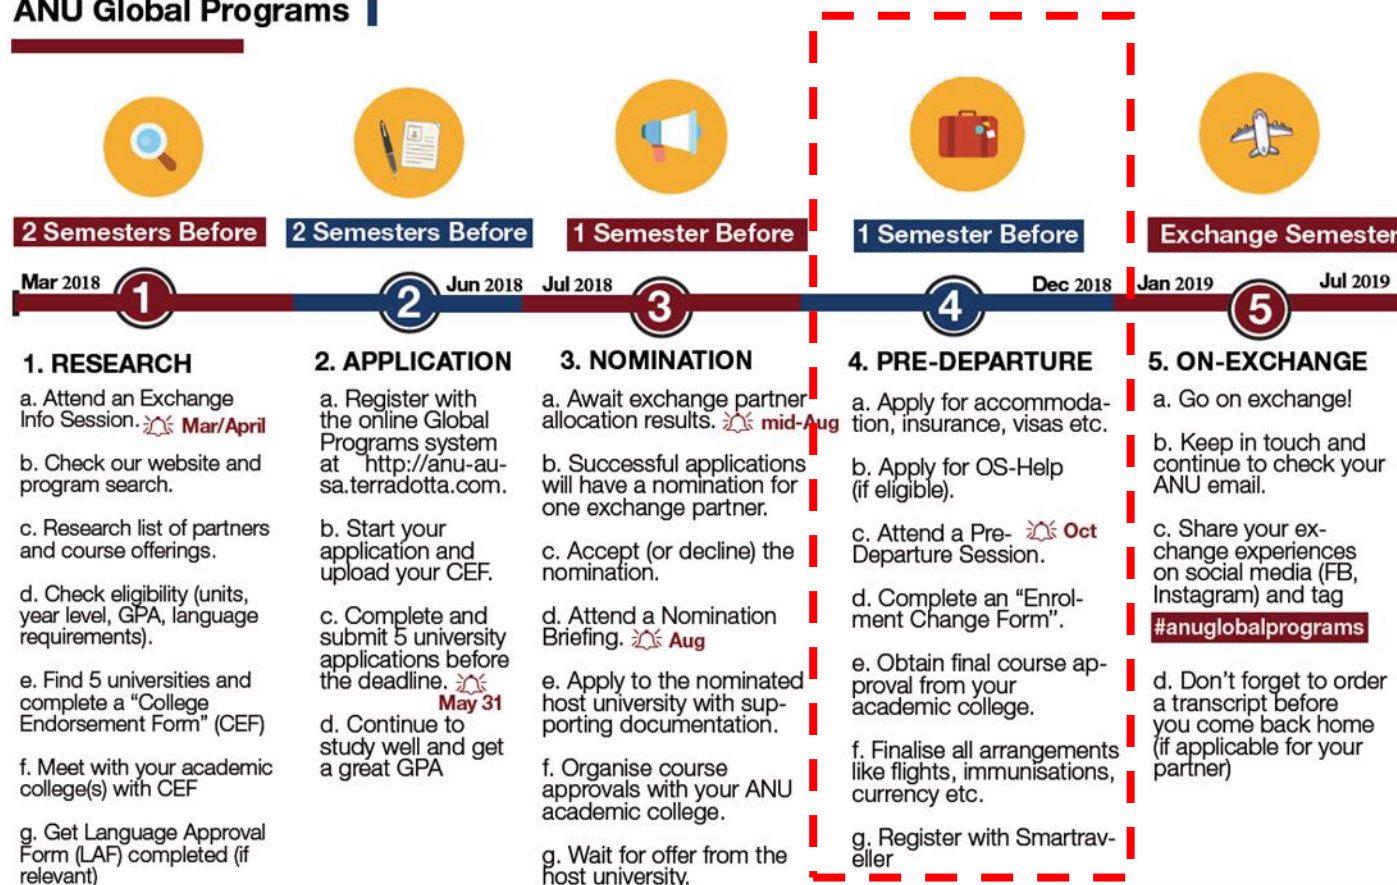 ANU Global Programs
2 Semesters Before
2 Semesters Before
1 Semester Before
1 Semester Before
Exchange Semester
Mar 2018
Jun 2018
Jul 2018
Dec 2018
Jan 2019
Jul 2019
1
2
3
4
5
1. RESEARCH
a. Attend an Exchange
Info Session. Mar/April
b. Check our website and
program search.
c. Research list of partners
and course offerings.
d. Check eligibility (units,
year level, GPA, language
requirements).
e. Find 5 universities and
complete a “College
Endorsement Form” (CEF)
f. Meet with your academic
college(s) with CEF
g. Get Language Approval
Form (LAF) completed (if
relevant)
2. APPLICATION
a. Register with
the online Global
Programs system
at http://anu-au-
sa.terradotta.com.
b. Start your
application and
upload your CEF.
c. Complete and
submit 5 university
applications before
the deadline.
May 31
d. Continue to
study well and get
a great GPA
3. NOMINATION
a. Await exchange partner
allocation results. mid-Aug
b. Successful applications
will have a nomination for
one exchange partner.
c. Accept (or decline) the
nomination.
d. Attend a Nomination
Briefing. Aug
e. Apply to the nominated
host university with sup-
porting documentation.
f. Organise course
approvals with your ANU
academic college.
g. Wait for offer from the
host university.
4. PRE-DEPARTURE
a. Apply for accommoda-
tion, insurance, visas etc.
b. Apply for OS-Help
(if eligible).
c. Attend a Pre- Oct
Departure Session.
d. Complete an “Enrol-
ment Change Form”.
e. Obtain final course ap-
proval from your
academic college.
f. Finalise all arrangements
like flights, immunisations,
currency etc.
g. Register with Smartrav-
eller
5. ON-EXCHANGE
a. Go on exchange!
b. Keep in touch and
continue to check your
ANU email.
c. Share your ex-
change experiences
on social media (FB,
Instagram) and tag
#anuglobalprograms
d. Don’t forget to order
a transcript before
you come back home
(if applicable for your
partner)